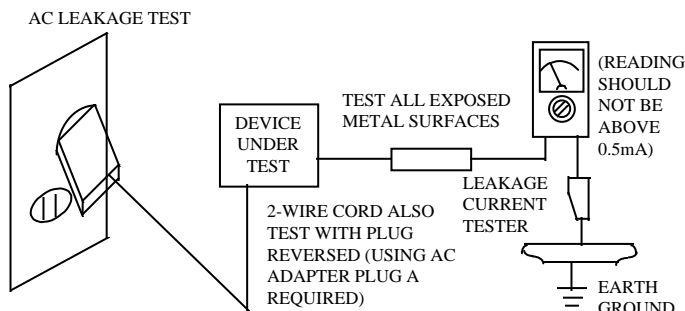 AC LEAKAGE TEST
(READING
SHOULD
NOT BE
ABOVE
0.5mA)
TEST ALL EXPOSED
METAL SURFACES
DEVICE
UNDER
TEST
LEAKAGE
CURRENT
TESTER
2-WIRE CORD ALSO
TEST WITH PLUG
REVERSED (USING AC
ADAPTER PLUG A
REQUIRED)
EARTH
GROUND